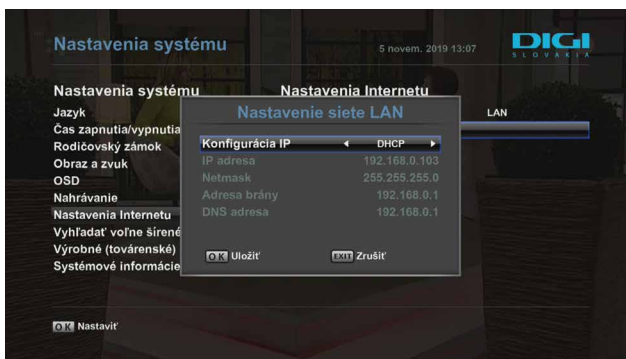 Nastavenia systému
5 novem. 2019 13:07
DIGI
SLOVAKIA
Nastavenia systému
Nastavenia Internetu
Jazyk
LAN
Čas zapnutia/vypnutia
Rodičovský zámok
Obraz a zvuk
OSD
Nahrávanie
Nastavenia Internetu
Vyhľadať voľne šírené
Výrobné (továrenské)
Systémové informácie
Nastavenie siete LAN
Konfigurácia IP DHCP
IP adresa 192.168.0.103
Netmask 255.255.255.0
Adresa brány 192.168.0.1
DNS adresa 192.168.0.1
OK Uložiť EXIT Zrušiť
OK Nastaviť